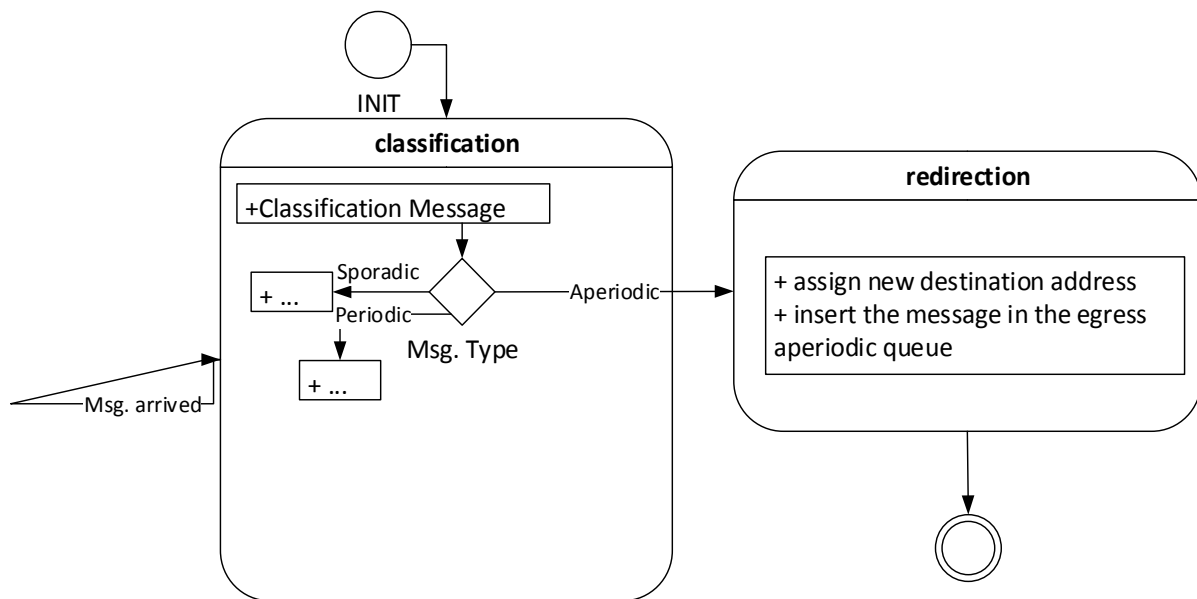 INIT
classification
+Classification Message
Sporadic
+ ...
Periodic
Msg. Type
+ ...
Msg. arrived
Aperiodic
redirection
+ assign new destination address
+ insert the message in the egress
aperiodic queue